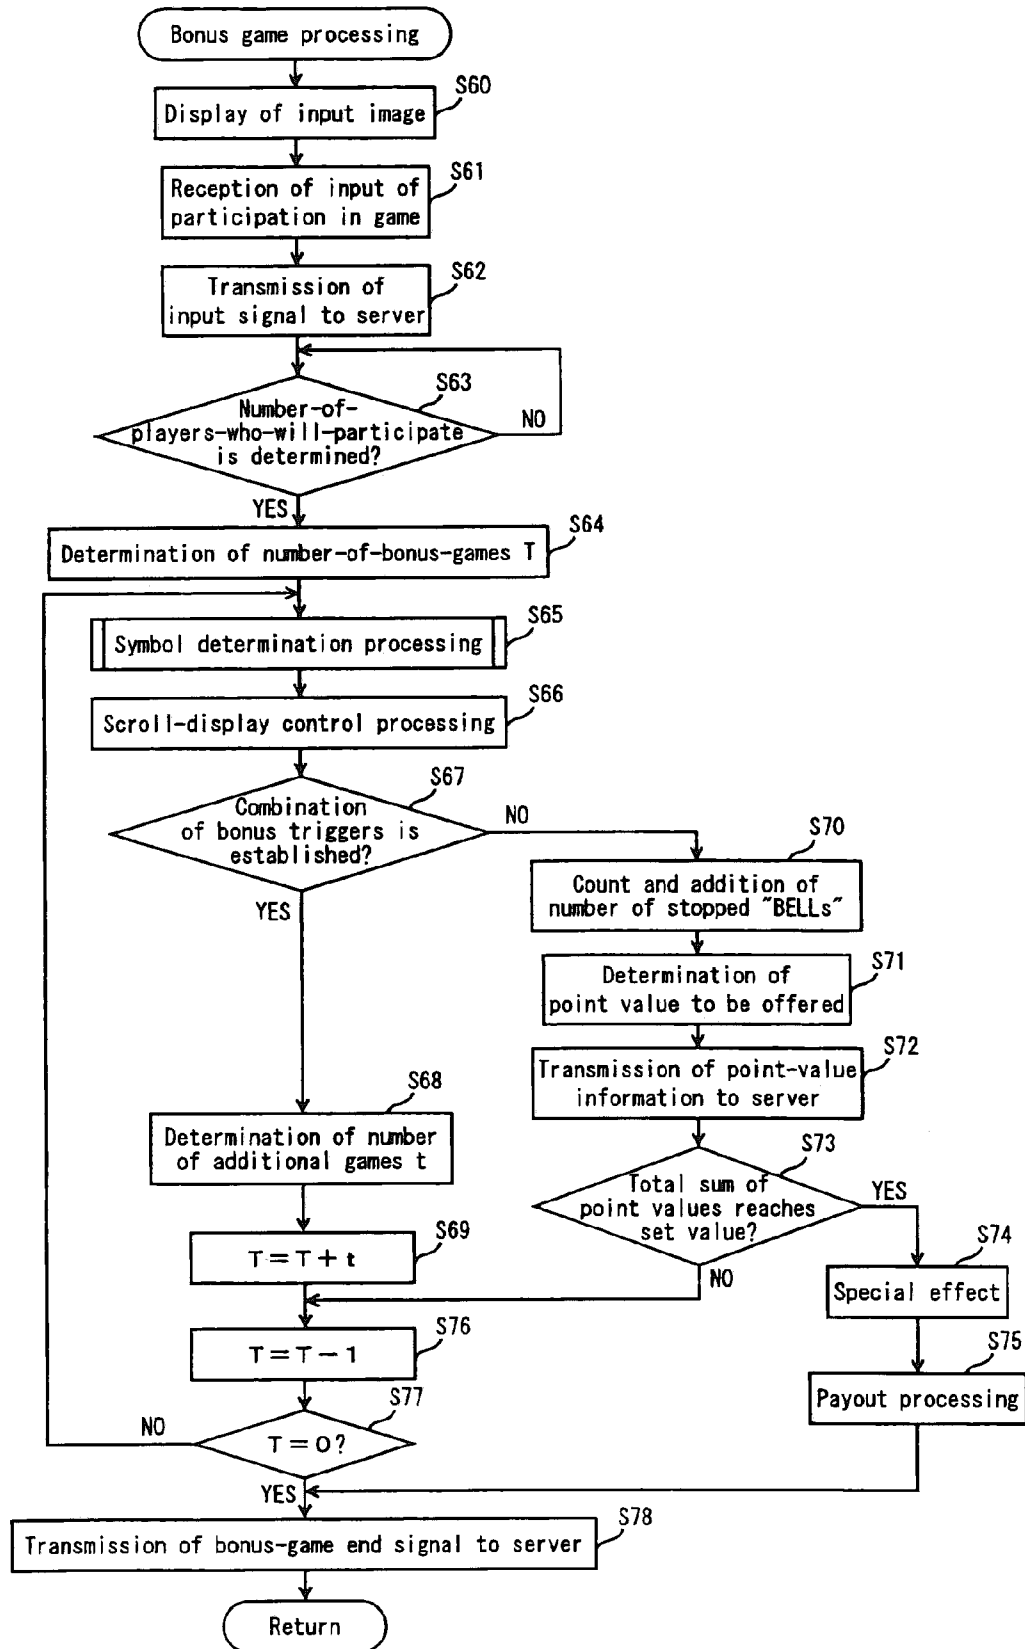 Bonus game processing
S60
Display of input image
S61
Reception of input of
participation in game
S62
Transmission of
input signal to server
S63
Number-of-
players-who-will-participate
is determined?
NO
YES
S64
Determination of number-of-bonus-games T
S65
Symbol determination processing
S66
Scroll-display control processing
S67
Combination
of bonus triggers is
established?
NO
YES
S70
Count and addition of
number of stopped "BELLs"
S71
Determination of
point value to be offered
S72
Transmission of point-value
information to server
S68
Determination of number
of additional games t
S73
Total sum of
point values reaches
set value?
YES
NO
S69
T=T+t
S74
Special effect
S76
T=T-1
S75
Payout processing
S77
T=0?
NO
YES
S78
Transmission of bonus-game end signal to server
Return